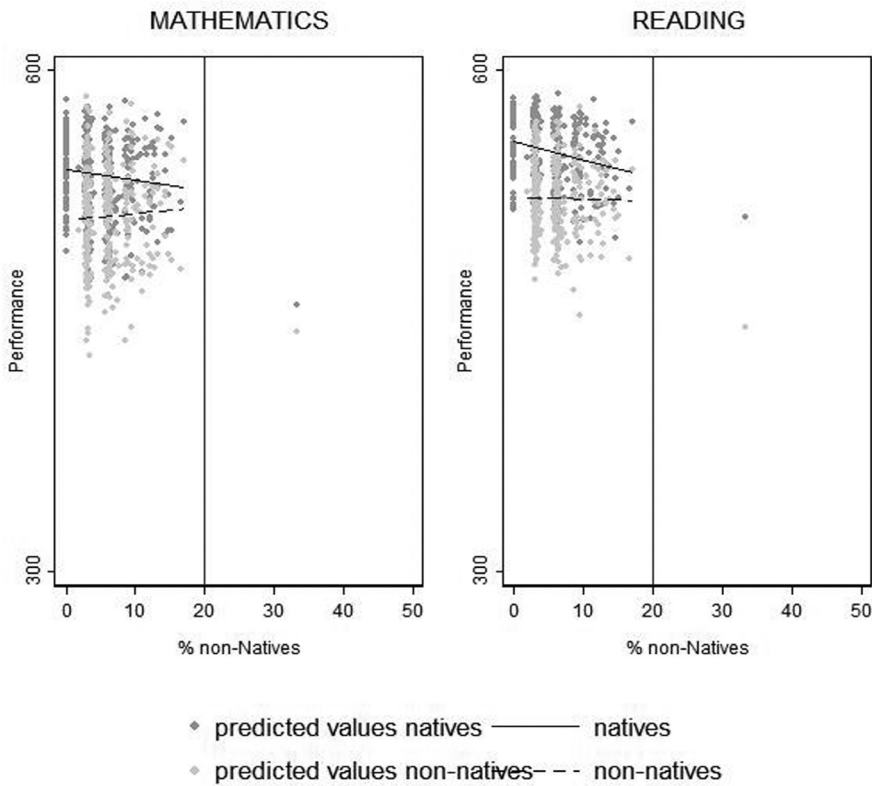 MATHEMATICS
READING
600
300
Performance
0 10 20 30 40 50
% non-Natives
600
300
Performance
0 10 20 30 40 50
% non-Natives
predicted values natives
natives
predicted values non-natives
non-natives